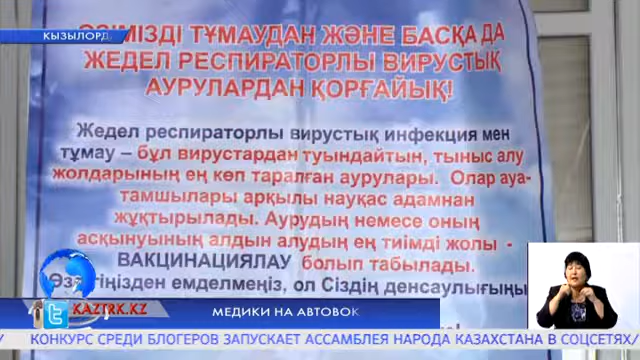 КЫЗЫЛОРД
ӨЗІМІЗДІ ТҰМАУДАН ЖӘНЕ БАСҚА ДА
ЖЕДЕЛ РЕСПИРАТОРЛЫ ВИРУСТЫҚ
АУРУЛАРДАН ҚОРҒАЙЫҚ!
Жедел респираторлы вирустық инфекция мен
тұмау – бұл вирустардан туындайтын, тыныс алу
жолдарының ең көп таралған аурулары. Олар ауа-
тамшылары арқылы науқас адамнан
жұқтырылады. Аурудың немесе оның
асқынуының алдын алудың ең тиімді жолы -
ВАКЦИНАЦИЯЛАУ болып табылады.
емделмеңіз, ол Сіздің денсаулығыңы
KAZTRK.KZ
МЕДИКИ НА АВТОВОК
КОНКУРС СРЕДИ БЛОГЕРОВ ЗАПУСКАЕТ АССАМБЛЕЯ НАРОДА КАЗАХСТАНА В СОЦСЕТЯХ/